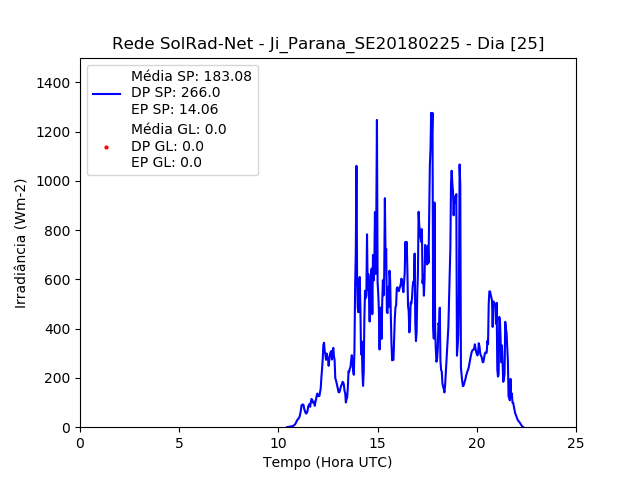 Rede SolRad-Net - Ji_Parana_SE20180225 - Dia [25]
Média SP: 183.08
DP SP: 266.0
EP SP: 14.06
Média GL: 0.0
DP GL: 0.0
EP GL: 0.0
1400
1200
1000
800
600
400
200
0
Irradiância (Wm-2)
0 5 10 15 20 25
Tempo (Hora UTC)